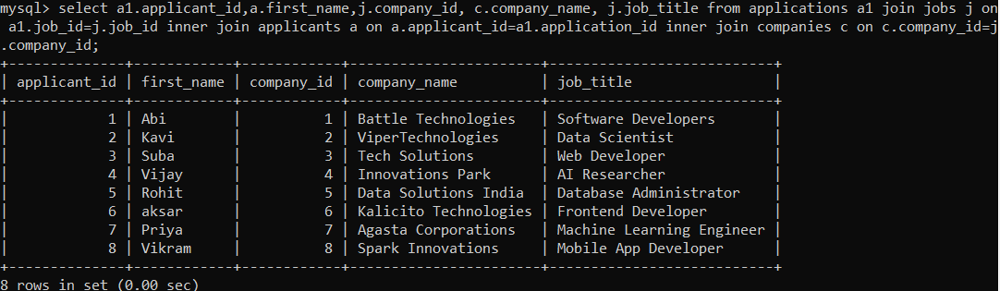 mysql> select a1.applicant_id,a.first_name,j.company_id, c.company_name, j.job_title from applications a1 join jobs j on
 a1.job_id=j.job_id inner join applicants a on a.applicant_id=a1.application_id inner join companies c on c.company_id=j
.company_id;
+--------------+------------+------------+-----------------------+---------------------------+
| applicant_id | first_name | company_id | company_name          | job_title                 |
+--------------+------------+------------+-----------------------+---------------------------+
|            1 | Abi        |          1 | Battle Technologies   | Software Developers       |
|            2 | Kavi       |          2 | ViperTechnologies     | Data Scientist            |
|            3 | Suba       |          3 | Tech Solutions        | Web Developer             |
|            4 | Vijay      |          4 | Innovations Park      | AI Researcher             |
|            5 | Rohit      |          5 | Data Solutions India  | Database Administrator    |
|            6 | aksar      |          6 | Kalicito Technologies | Frontend Developer        |
|            7 | Priya      |          7 | Agasta Corporations   | Machine Learning Engineer |
|            8 | Vikram     |          8 | Spark Innovations     | Mobile App Developer      |
+--------------+------------+------------+-----------------------+---------------------------+
8 rows in set (0.00 sec)